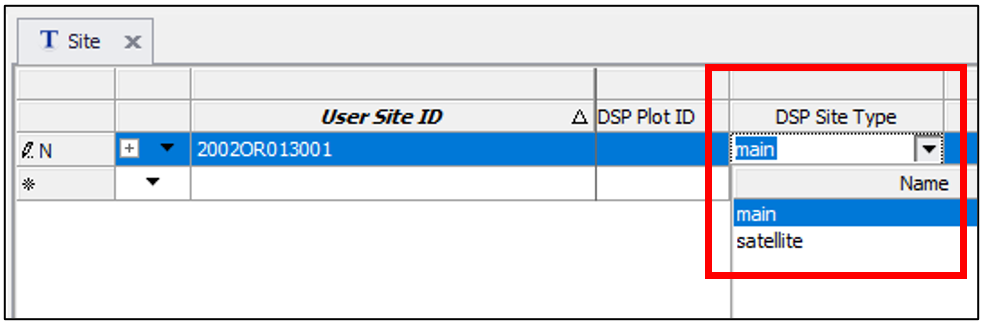 T Site
User Site ID DSP Plot ID DSP Site Type
N 2002OR013001 main
Name
main
satellite